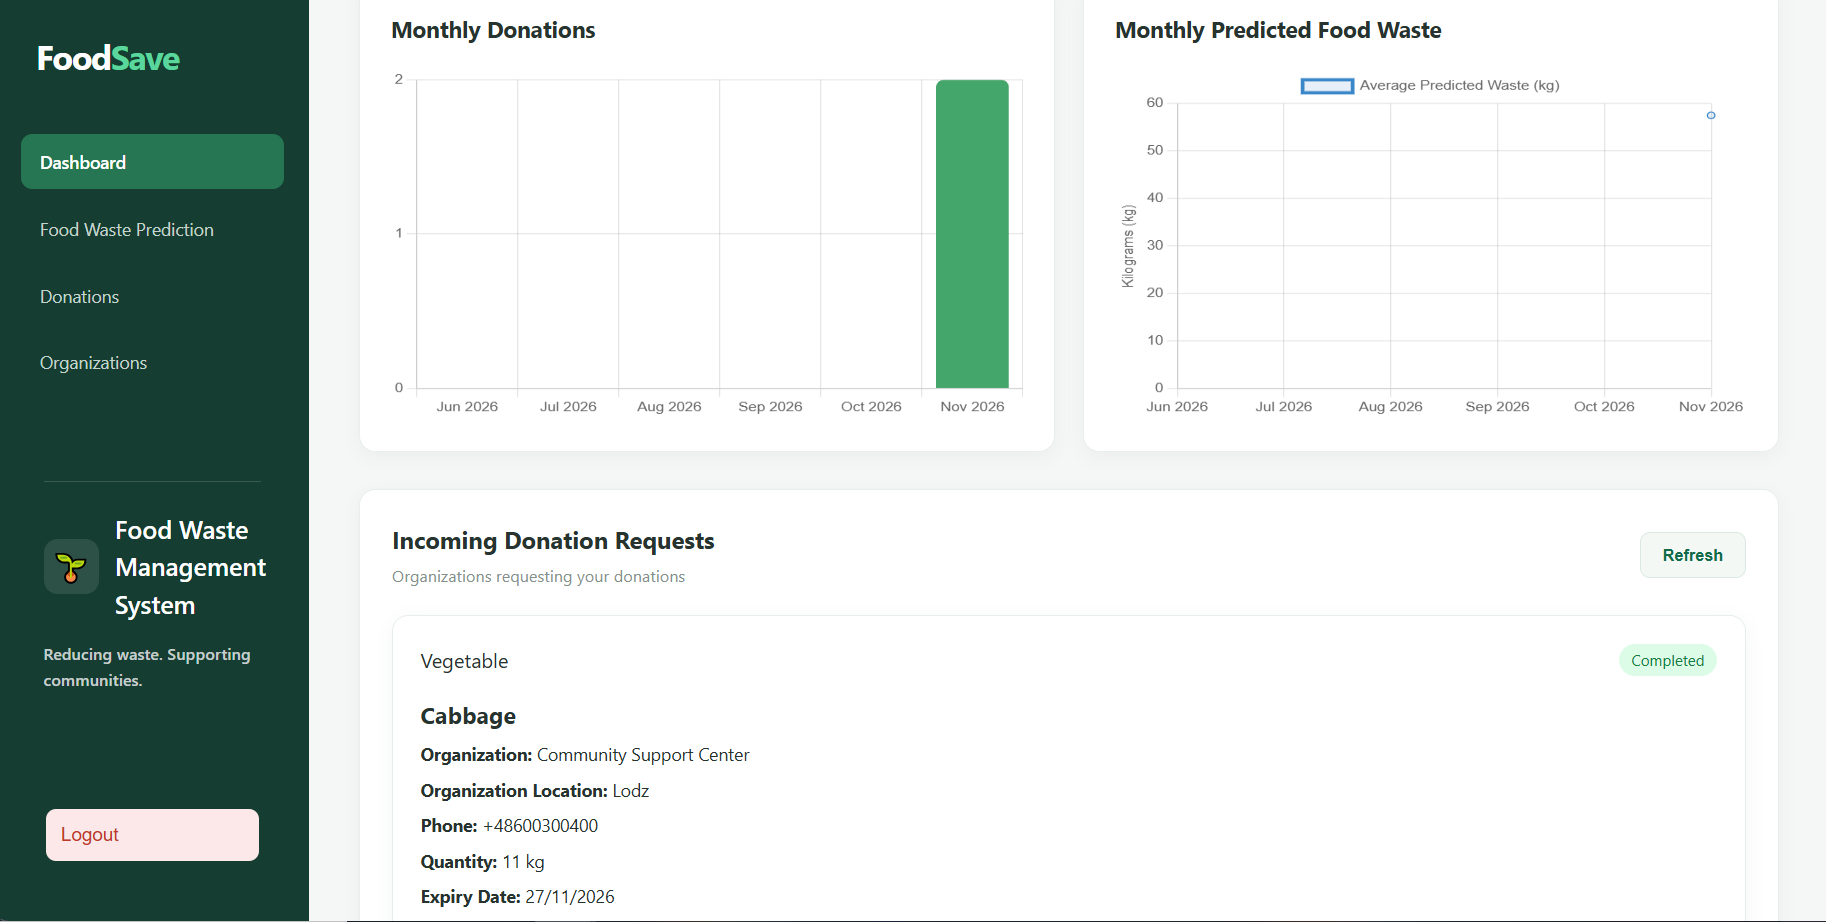 FoodSave
Dashboard
Food Waste Prediction
Donations
Organizations
Food Waste
Management
System
Reducing waste. Supporting
communities.
Logout
Monthly Donations
2
1
0
Jun 2026 Jul 2026 Aug 2026 Sep 2026 Oct 2026 Nov 2026
Monthly Predicted Food Waste
Average Predicted Waste (kg)
Kilograms (kg)
60
50
40
30
20
10
0
Jun 2026 Jul 2026 Aug 2026 Sep 2026 Oct 2026 Nov 2026
Incoming Donation Requests
Organizations requesting your donations
Refresh
Vegetable
Completed
Cabbage
Organization: Community Support Center
Organization Location: Lodz
Phone: +48600300400
Quantity: 11 kg
Expiry Date: 27/11/2026